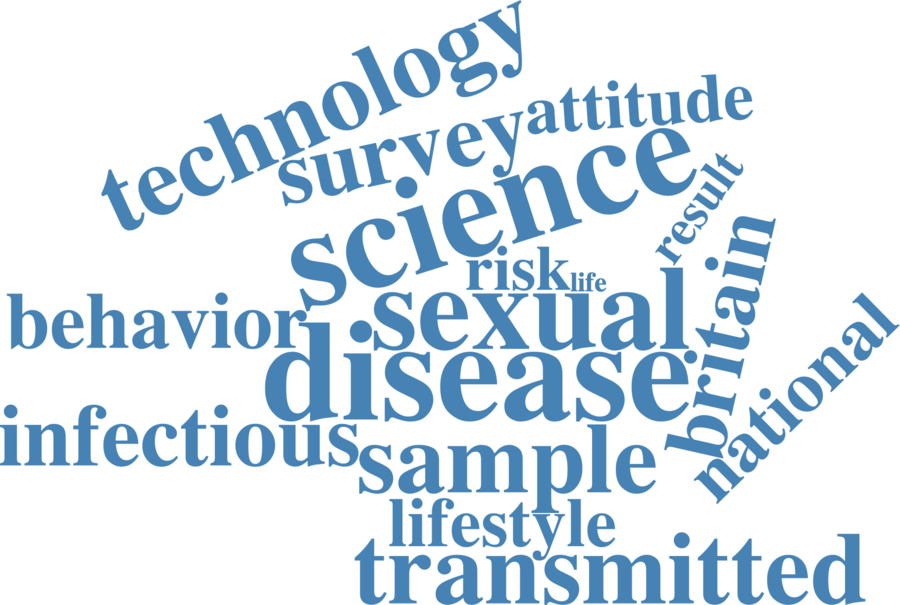 technology
survey
attitude
science
result
risk
life
britain
sexual
behavior
disease
national
infectious
sample
lifestyle
transmitted